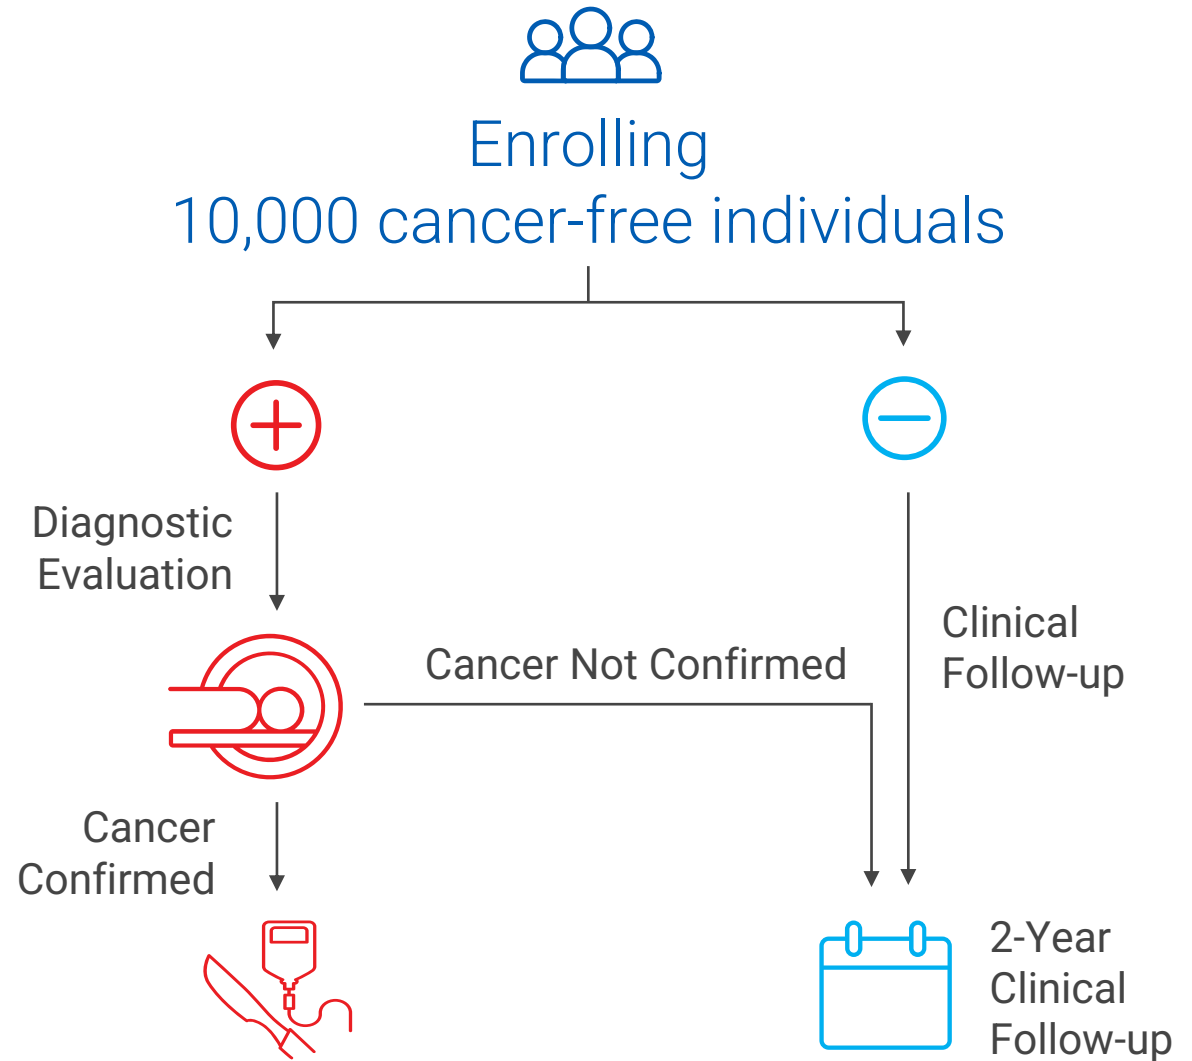 Enrolling
10,000 cancer-free individuals
Diagnostic
Evaluation
Clinical
Follow-up
Cancer Not Confirmed
Cancer
Confirmed
2-Year
Clinical
Follow-up